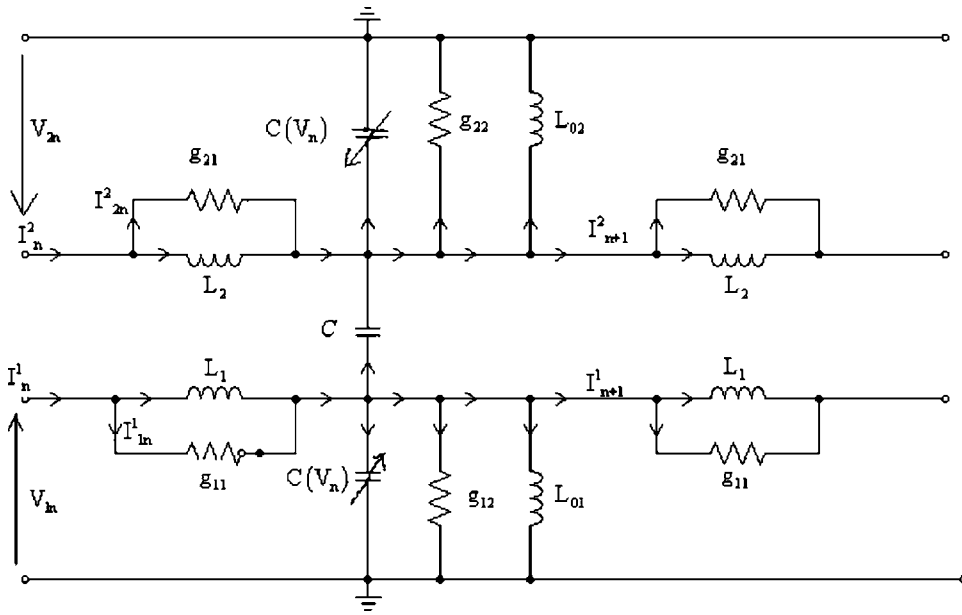 V₂ₙ
C(Vₙ)
g₂₂
L₀₂
g₂₁
g₂₁
I²₂ₙ
I²ₙ
I²ₙ₊₁
L₂
L₂
C
I¹ₙ
L₁
I¹ₙ₊₁
L₁
I¹₁ₙ
g₁₁
C(Vₙ)
g₁₂
L₀₁
g₁₁
V₁ₙ